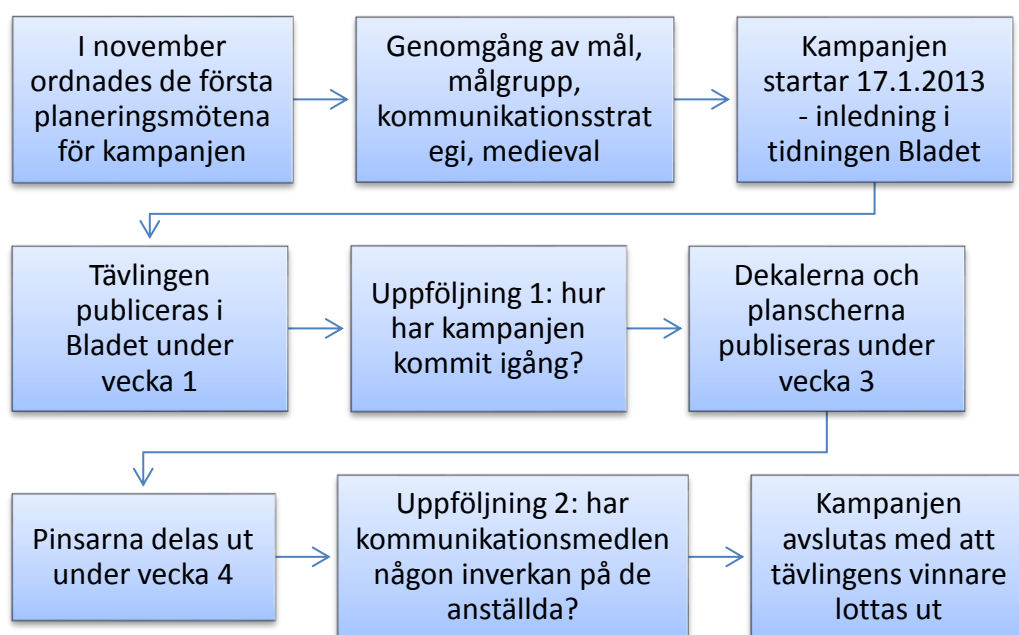 I november
ordnades de första
planeringsmötena
för kampanjen
Genomgång av mål,
målgrupp,
kommunikationsstrat
egi, medieval
Kampanjen
startar 17.1.2013
- inledning i
tidningen Bladet
Tävlingen
publiceras i
Bladet under
vecka 1
Uppföljning 1: hur
har kampanjen
kommit igång?
Dekalerna och
planscherna
publiseras under
vecka 3
Pinsarna delas ut
under vecka 4
Uppföljning 2: har
kommunikationsmedlen
någon inverkan på de
anställda?
Kampanjen
avslutas med att
tävlingens vinnare
lottas ut